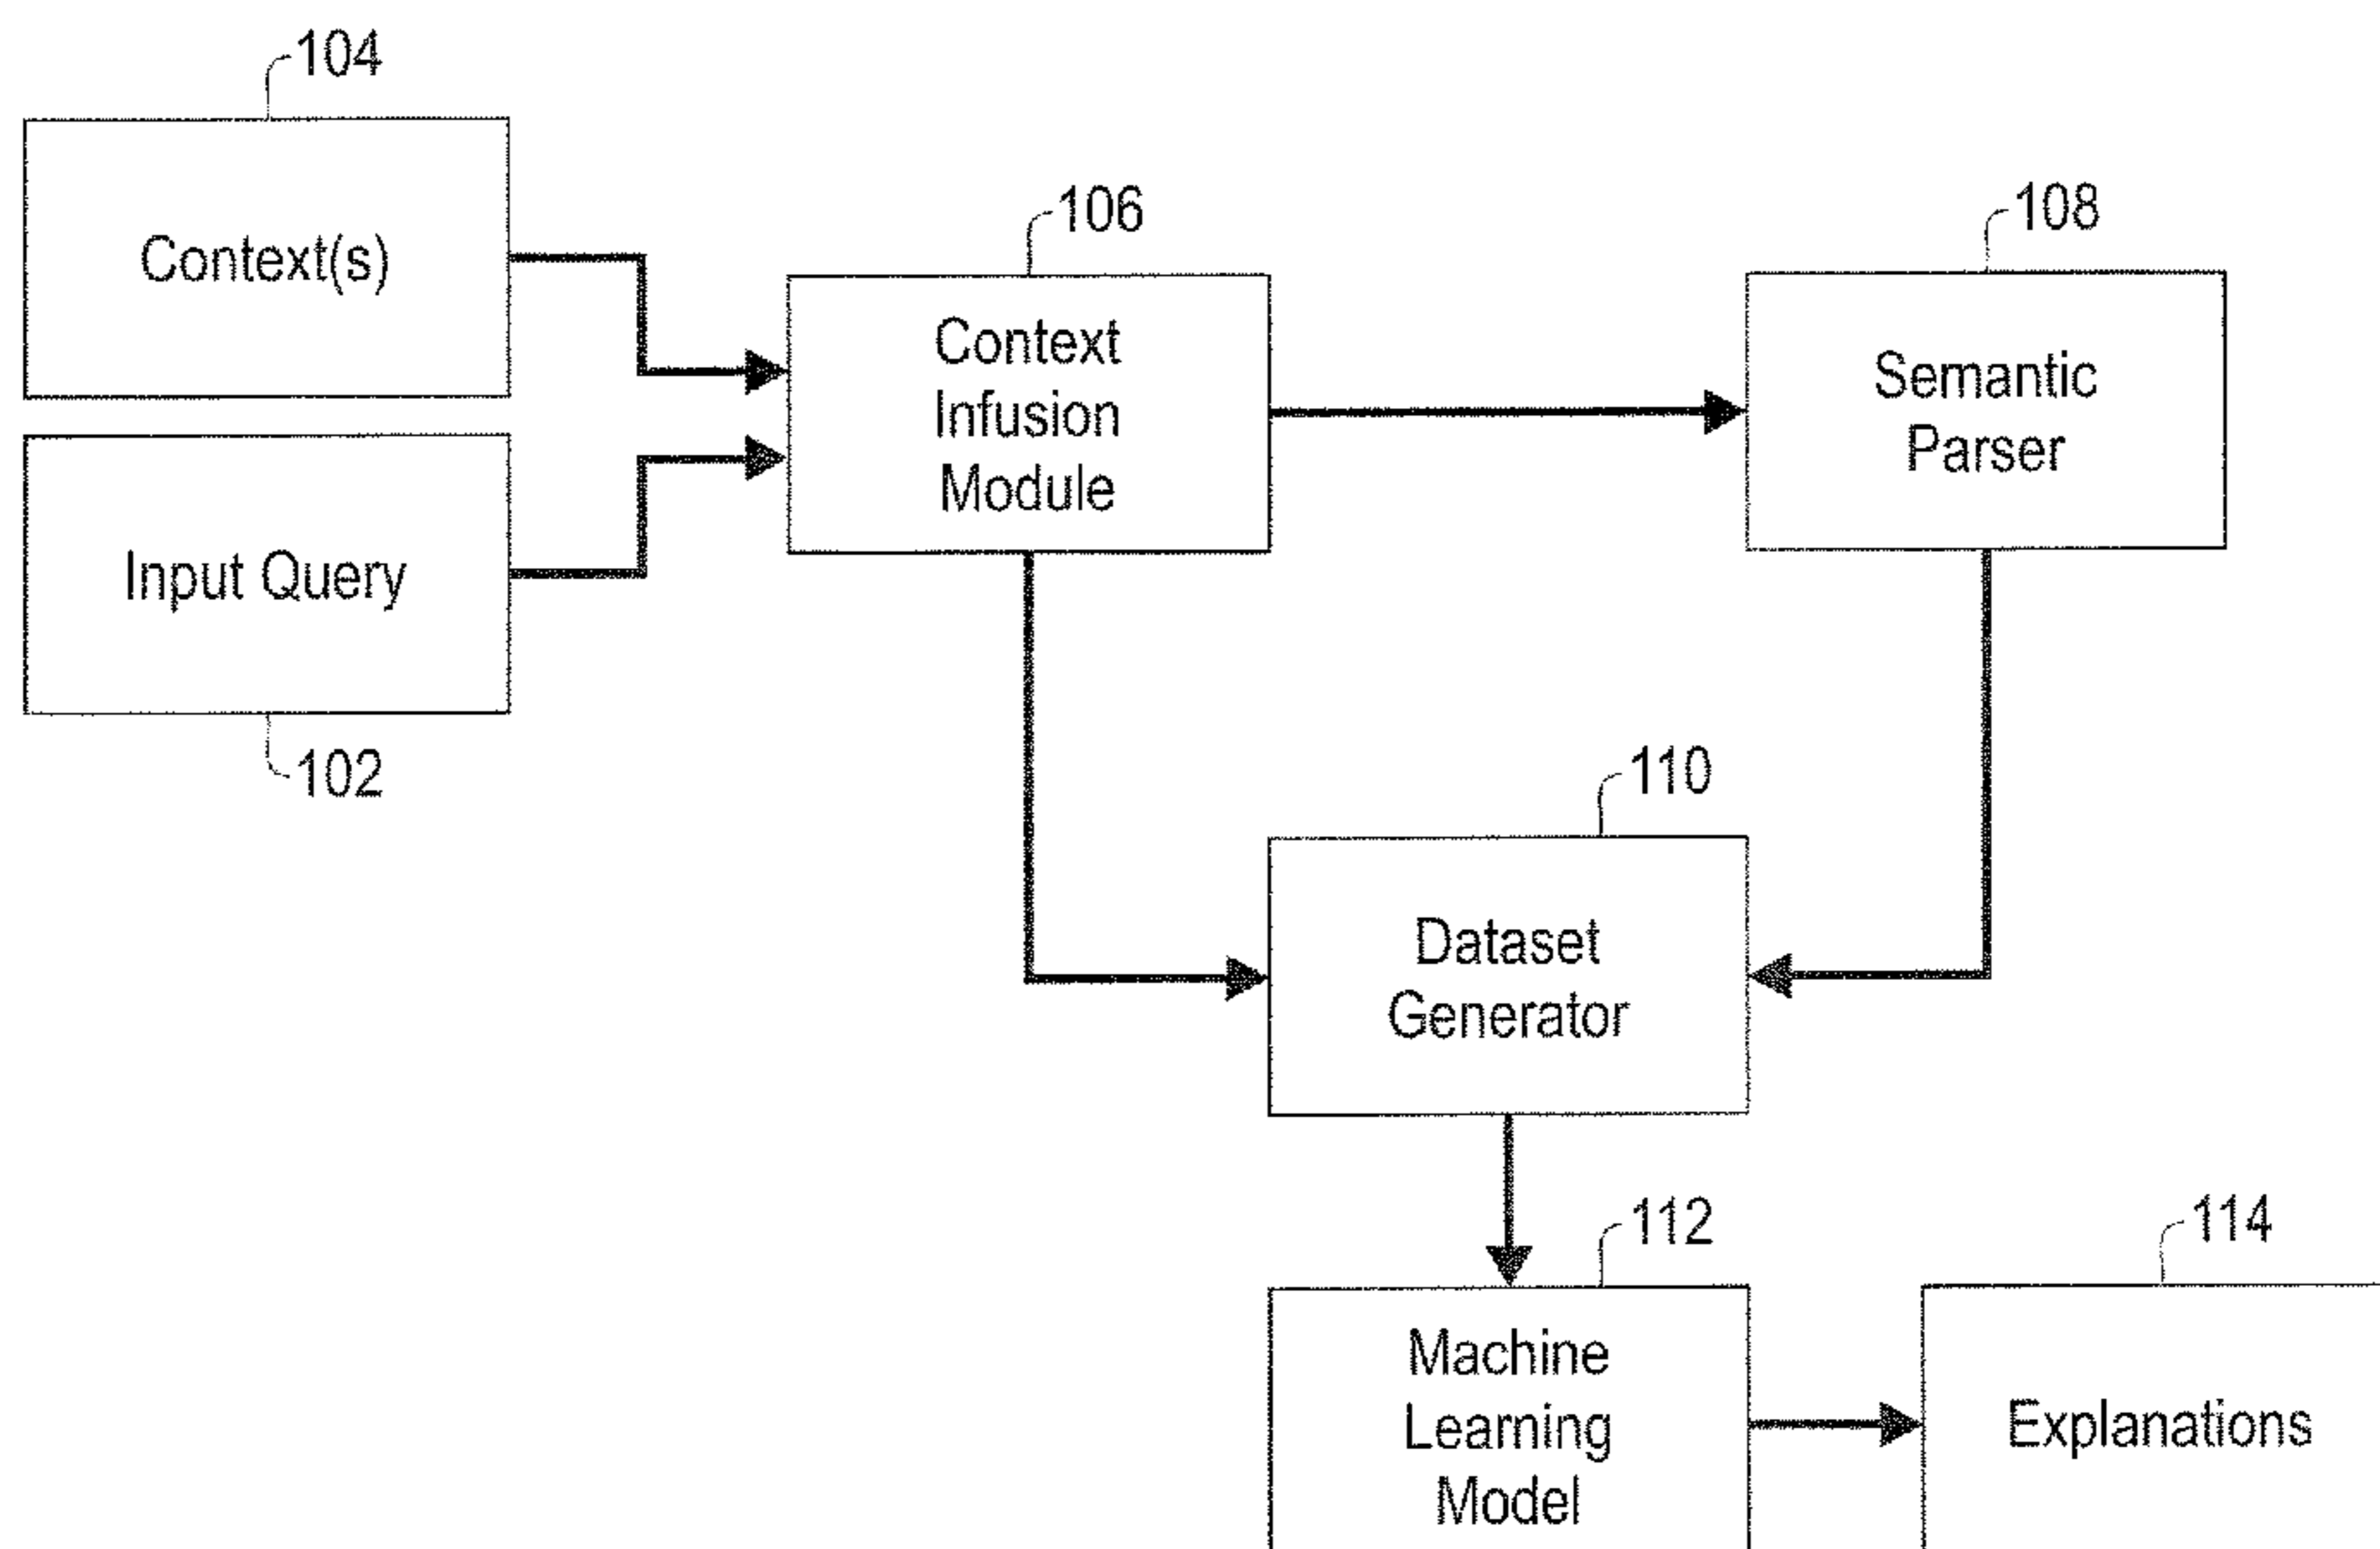 104
Context(s)
Input Query
102
106
Context
Infusion
Module
108
Semantic
Parser
110
Dataset
Generator
112
Machine
Learning
Model
114
Explanations